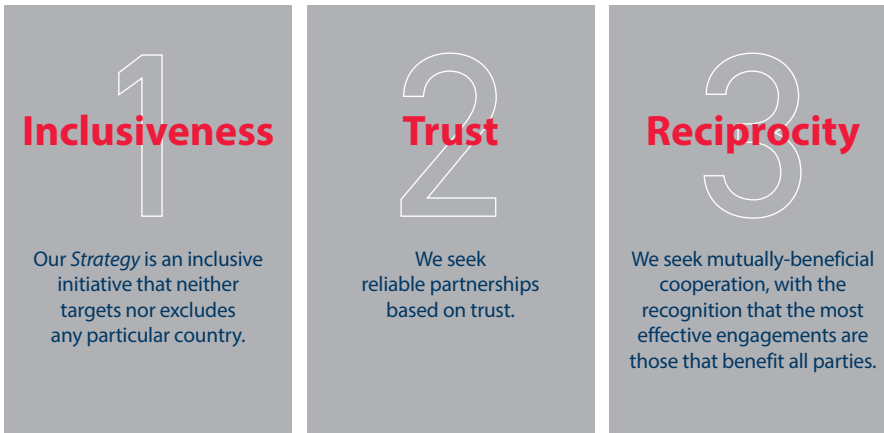 1
Inclusiveness
Our Strategy is an inclusive
initiative that neither
targets nor excludes
any particular country.
2
Trust
We seek
reliable partnerships
based on trust.
3
Reciprocity
We seek mutually-beneficial
cooperation, with the
recognition that the most
effective engagements are
those that benefit all parties.